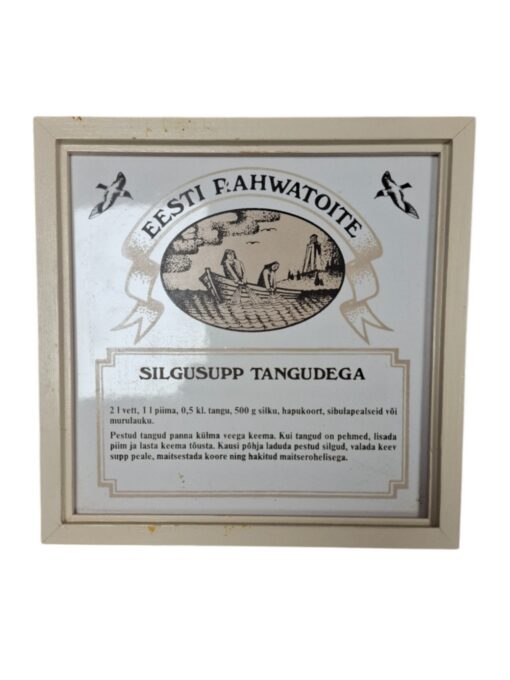 EESTI RAHWATOITE
SILGUSUPP TANGUDEGA
2 l vett, 1 l piima, 0,5 kl. tangu, 500 g silku, hapukoort, sibulapealseid või
murulauku.
Pestud tangud panna külma veega keema. Kui tangud on pehmed, lisada
piim ja lasta keema tõusta. Kausi põhja laduda pestud silgud, valada keev
supp peale, maitsestada koore ning hakitud maitserohelisega.